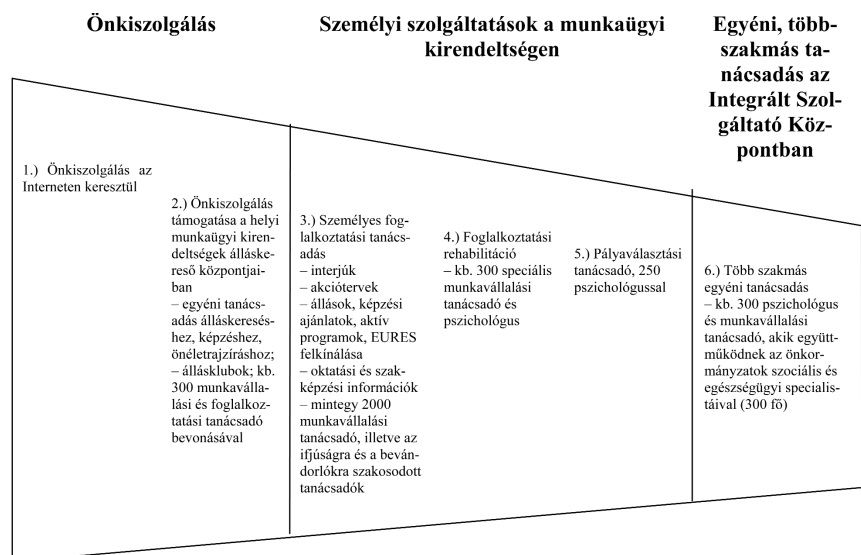 Önkiszolgálás
Személyi szolgáltatások a munkaügyi
kirendeltségen
Egyéni, több-
szakmás ta-
nácsadás az
Integrált Szol-
gáltató Köz-
pontban
1.) Önkiszolgálás az
Interneten keresztül
2.) Önkiszolgálás
támogatása a helyi
munkaügyi kiren-
deltségek álláske-
reső központjai-
ban
– egyéni tanács-
adás álláskeresés-
hez, képzéshez,
önéletrajzíráshoz;
– állásklubok; kb.
300 munkaválla-
lási és foglalkoz-
tatási tanácsadó
bevonásával
3.) Személyes fog-
lalkoztatási tanács-
adás
– interjúk
– akciótervek
– állások, képzési
ajánlatok, aktív
programok, EURES
felkínálása
– oktatási és szak-
képzési információk
– mintegy 2000
munkavállalási
tanácsadó, illetve az
ifjúságra és a beván-
dorlókra szakosodott
tanácsadók
4.) Foglalkoztatási
rehabilitáció
– kb. 300 speciális
munkavállalási
tanácsadó és
pszichológus
5.) Pályaválasztási
tanácsadó, 250
pszichológussal
6.) Több szakmás
egyéni tanácsadás
– kb. 300 pszichológus
és munkavállalási
tanácsadó, akik együtt-
működnek az önkor-
mányzatok szociális és
egészségügyi specialis-
táival (300 fő)